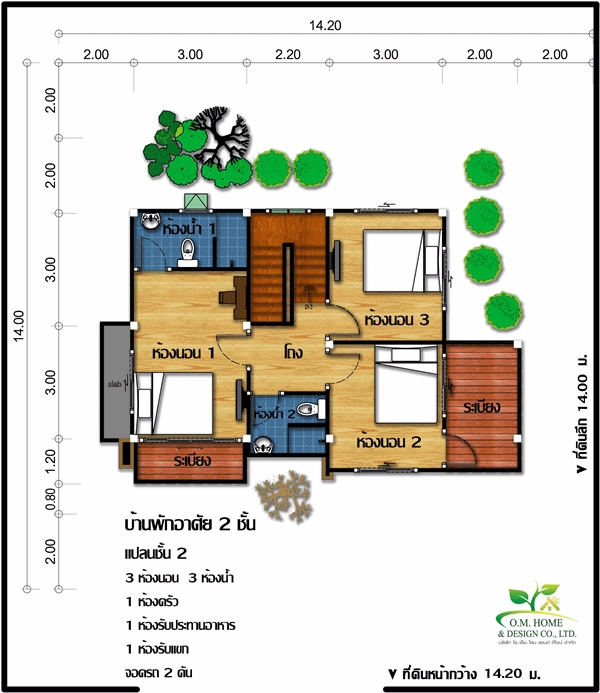 14.20
2.00 3.00 2.20 3.00 2.00 2.00
2.00
2.00
3.00
14.00
3.00
1.20
0.80
2.00
ห้องน้ำ 1
ลง
ห้องนอน 3
ห้องนอน 1
โถง
slab
ห้องน้ำ 2
ห้องนอน 2
ระเบียง
ระเบียง
ที่ดินลึก 14.00 ม.
บ้านพักอาศัย 2 ชั้น
แปลนชั้น 2
3 ห้องนอน 3 ห้องน้ำ
1 ห้องครัว
1 ห้องรับประทานอาหาร
1 ห้องรับแขก
จอดรถ 2 คัน
O.M. HOME
& DESIGN CO., LTD.
บริษัท โอ.เอ็ม. โฮม แอนด์ ดีไซน์ จำกัด
ที่ดินหน้ากว้าง 14.20 ม.